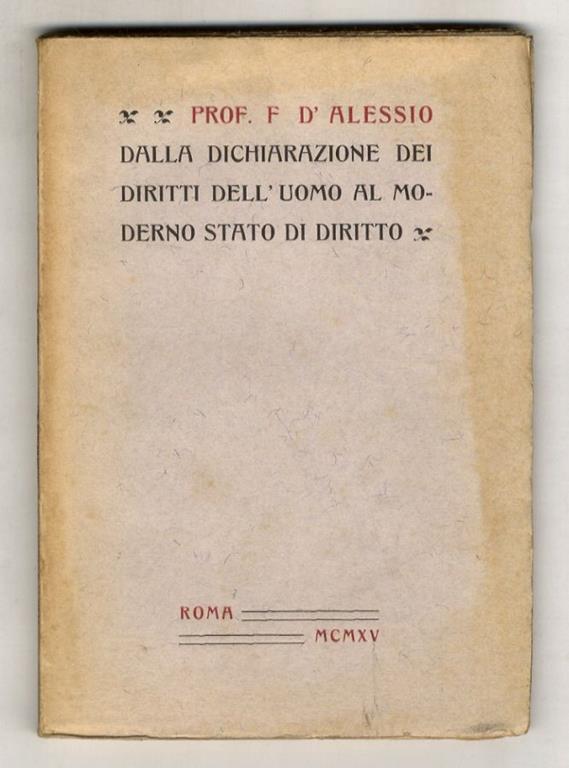 PROF. F D' ALESSIO
DALLA DICHIARAZIONE DEI
DIRITTI DELL' UOMO AL MO-
DERNO STATO DI DIRITTO
ROMA
MCMXV